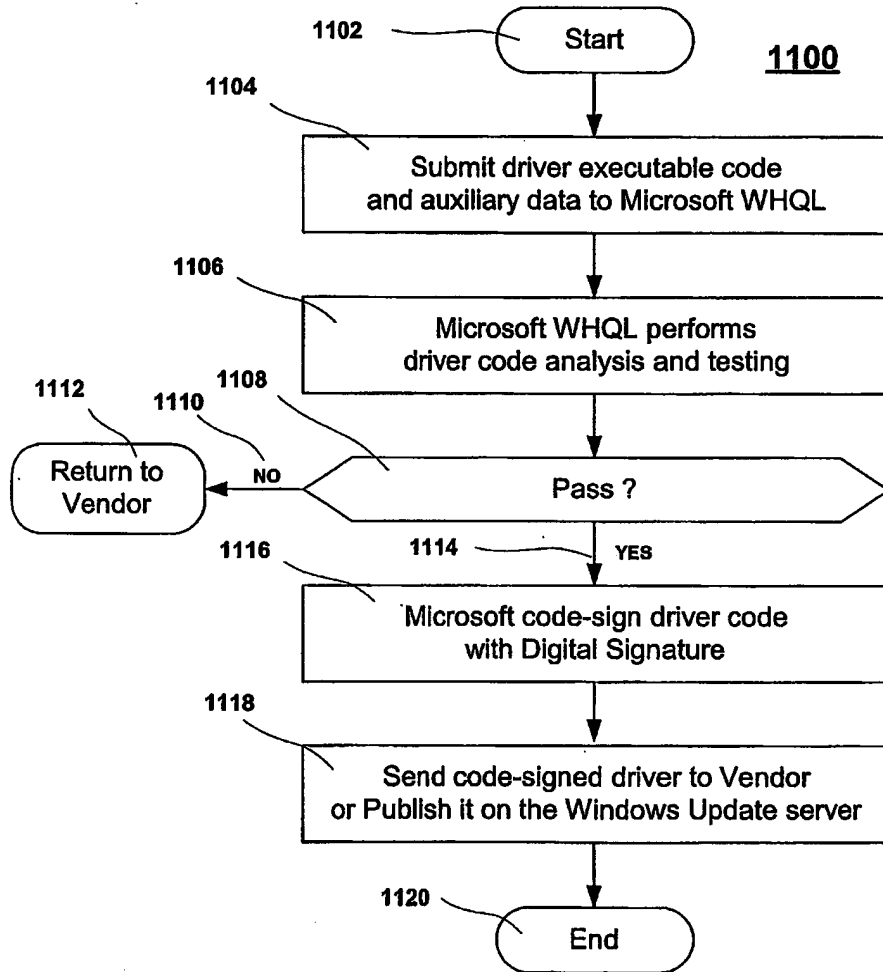 1102
Start
1100
1104
Submit driver executable code
and auxiliary data to Microsoft WHQL
1106
Microsoft WHQL performs
driver code analysis and testing
1108
1110
1112
Return to
Vendor
NO
Pass ?
1114
YES
1116
Microsoft code-sign driver code
with Digital Signature
1118
Send code-signed driver to Vendor
or Publish it on the Windows Update server
1120
End